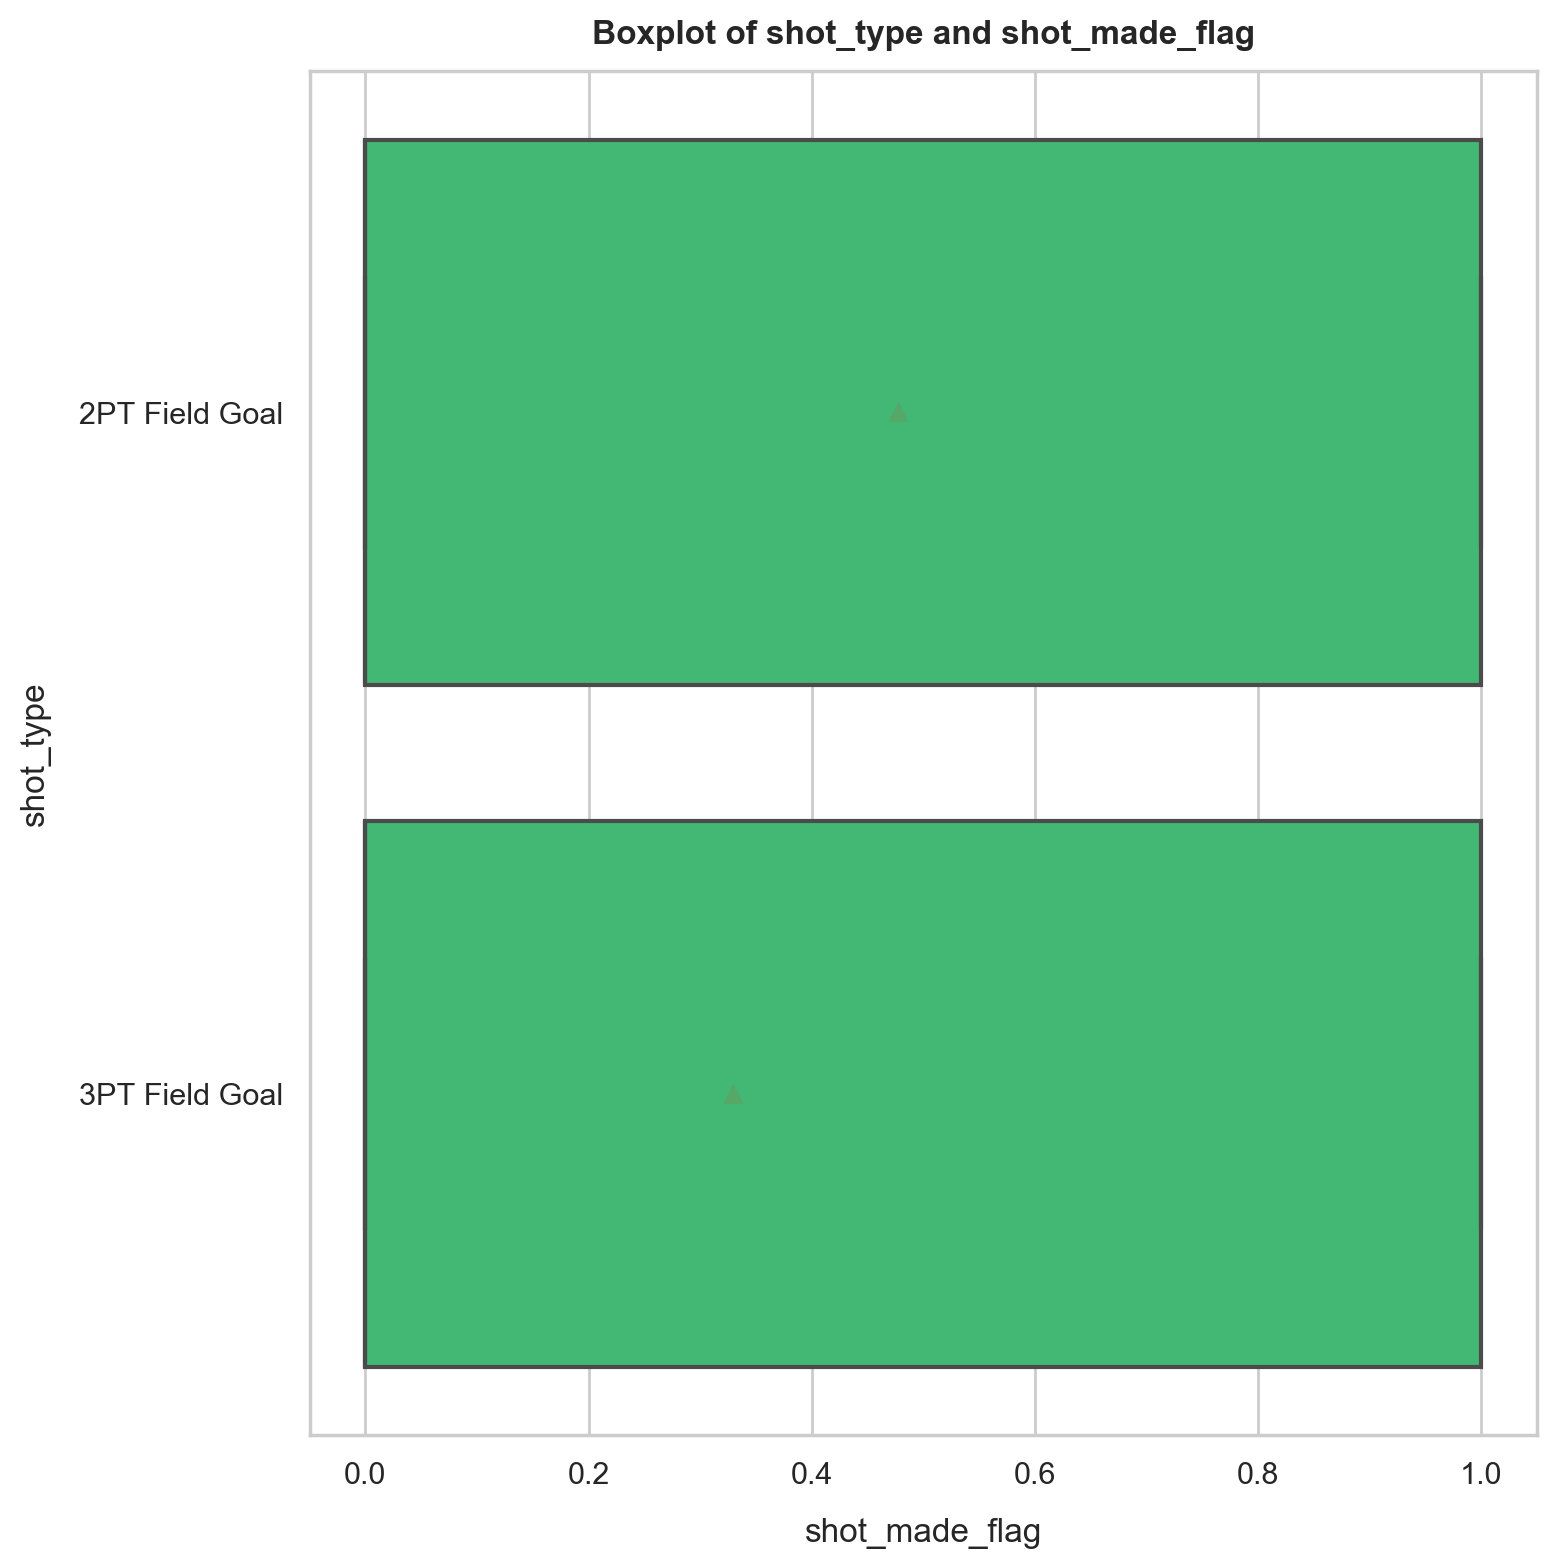 Boxplot of shot_type and shot_made_flag
2PT Field Goal
shot_type
3PT Field Goal
0.0 0.2 0.4 0.6 0.8 1.0
shot_made_flag